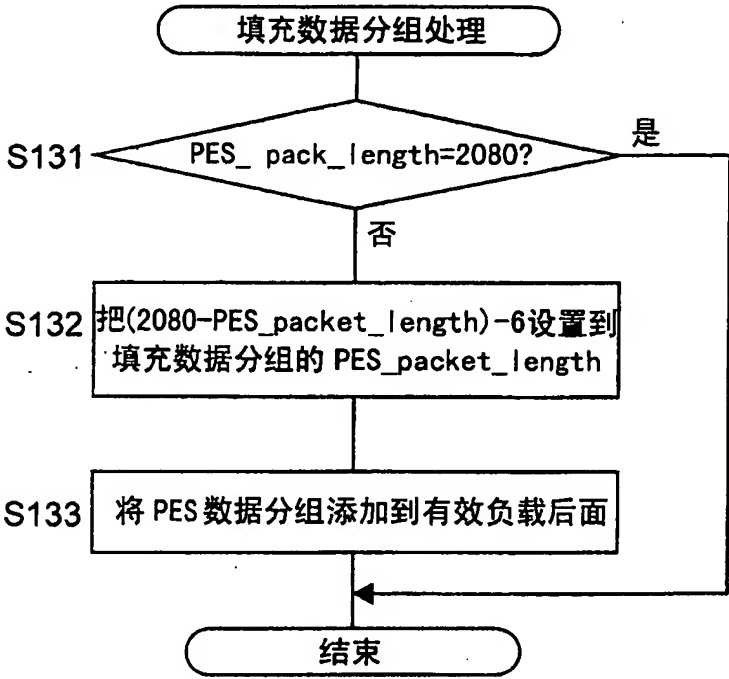 填充数据分组处理
S131
PES_ pack_length=2080?
是
否
S132
把(2080-PES_packet_length)-6设置到
填充数据分组的 PES_packet_length
S133
将 PES 数据分组添加到有效负载后面
结束